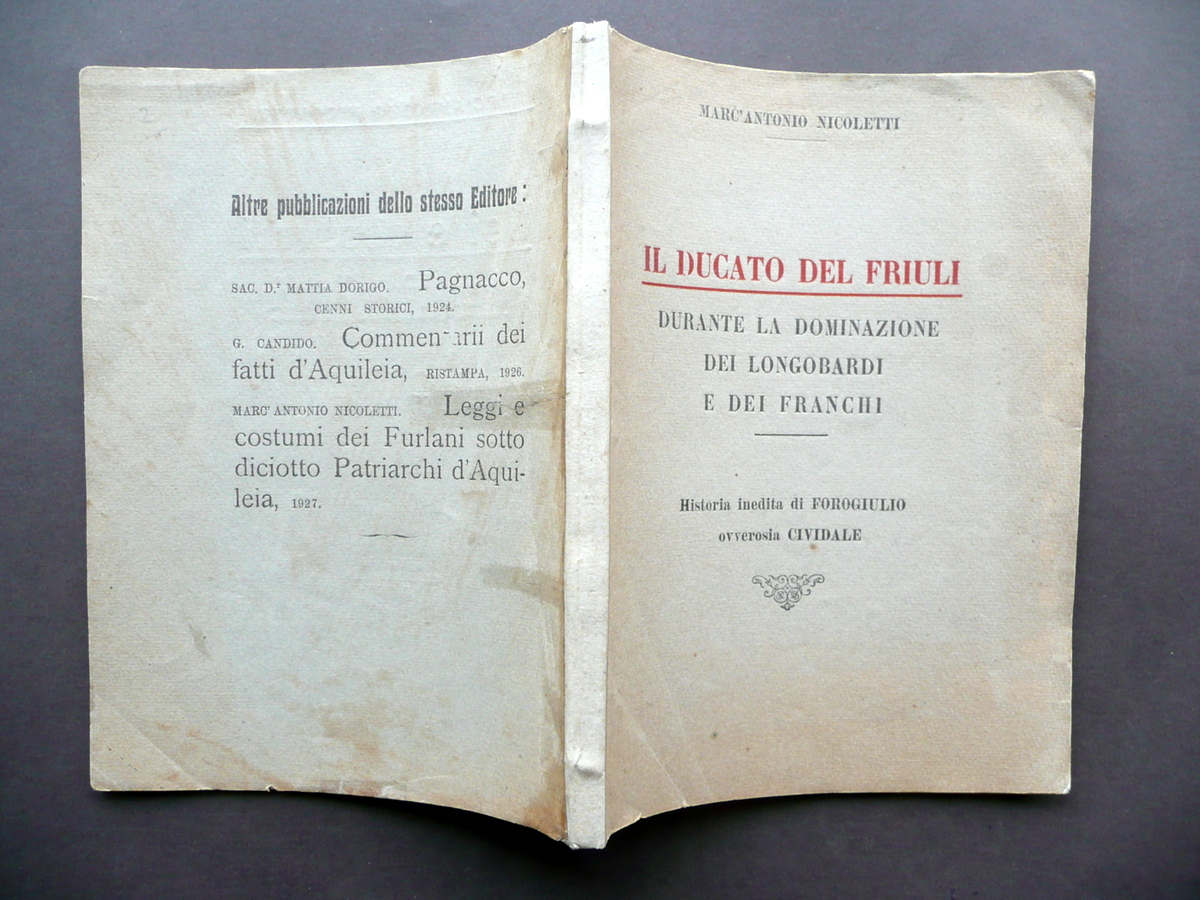 Altre pubblicazioni dello stesso Editore:
SAC. D.r MATTIA DORIGO. Pagnacco,
CENNI STORICI, 1924.
G. CANDIDO. Commentarii dei
fatti d'Aquileia, RISTAMPA, 1926.
MARC' ANTONIO NICOLETTI. Leggi e
costumi dei Furlani sotto
diciotto Patriarchi d'Aqui-
leia, 1927.
MARC'ANTONIO NICOLETTI
IL DUCATO DEL FRIULI
DURANTE LA DOMINAZIONE
DEI LONGOBARDI
E DEI FRANCHI
Historia inedita di FOROGIULIO
ovverosia CIVIDALE